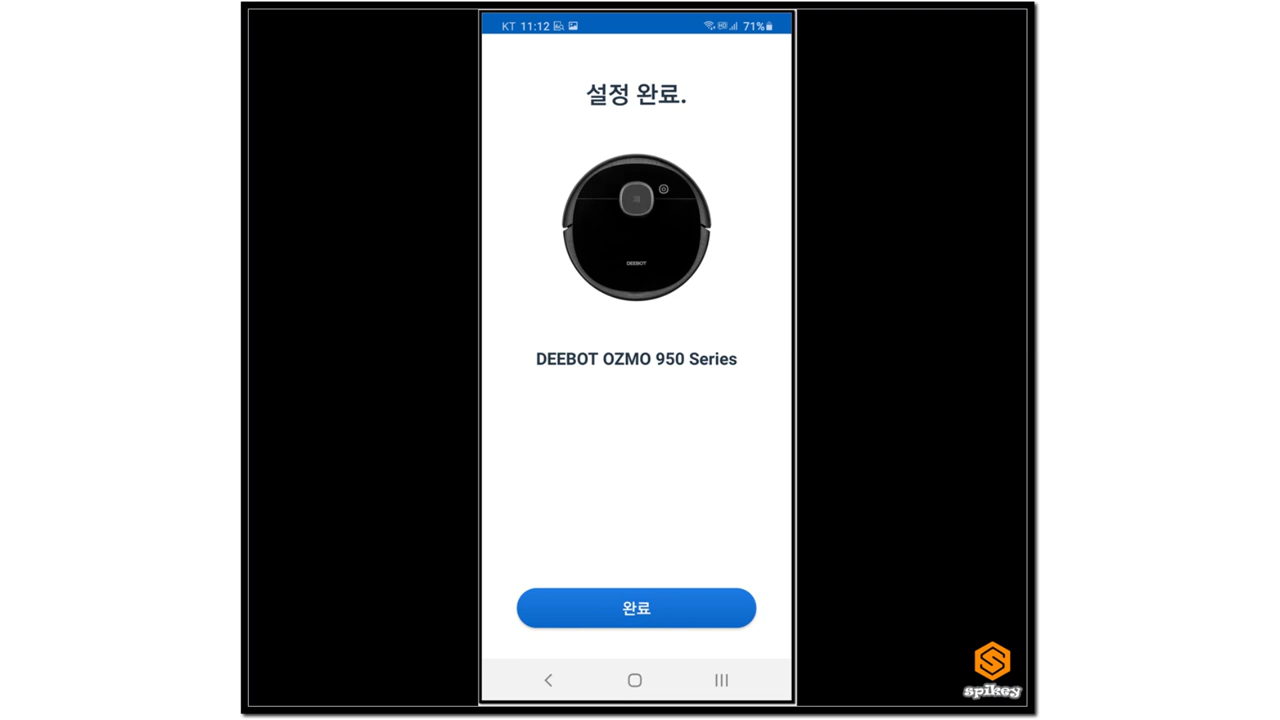 KT 11:12
71%
설정 완료.
DEEBOT
DEEBOT OZMO 950 Series
완료
spikey